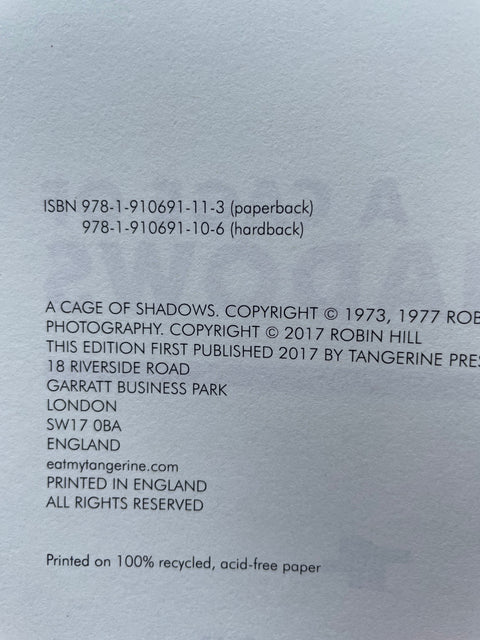 ISBN 978-1-910691-11-3 (paperback)
978-1-910691-10-6 (hardback)
A CAGE OF SHADOWS. COPYRIGHT © 1973, 1977 ROB
PHOTOGRAPHY. COPYRIGHT © 2017 ROBIN HILL
THIS EDITION FIRST PUBLISHED 2017 BY TANGERINE PRES
18 RIVERSIDE ROAD
GARRATT BUSINESS PARK
LONDON
SW17 0BA
ENGLAND
eatmytangerine.com
PRINTED IN ENGLAND
ALL RIGHTS RESERVED
Printed on 100% recycled, acid-free paper